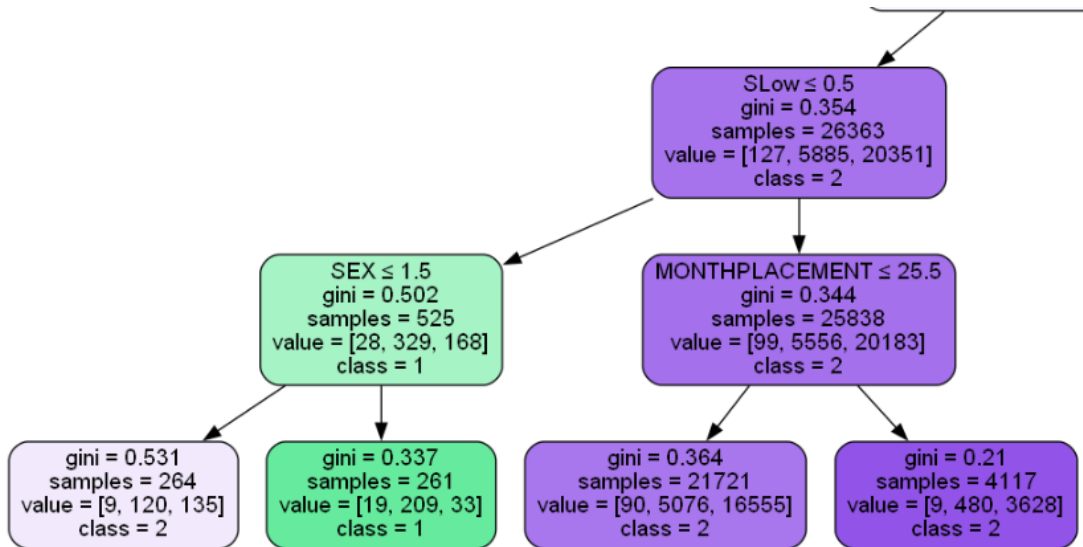 SLow ≤ 0.5
gini = 0.354
samples = 26363
value = [127, 5885, 20351]
class = 2
SEX ≤ 1.5
gini = 0.502
samples = 525
value = [28, 329, 168]
class = 1
MONTHPLACEMENT ≤ 25.5
gini = 0.344
samples = 25838
value = [99, 5556, 20183]
class = 2
gini = 0.531
samples = 264
value = [9, 120, 135]
class = 2
gini = 0.337
samples = 261
value = [19, 209, 33]
class = 1
gini = 0.364
samples = 21721
value = [90, 5076, 16555]
class = 2
gini = 0.21
samples = 4117
value = [9, 480, 3628]
class = 2